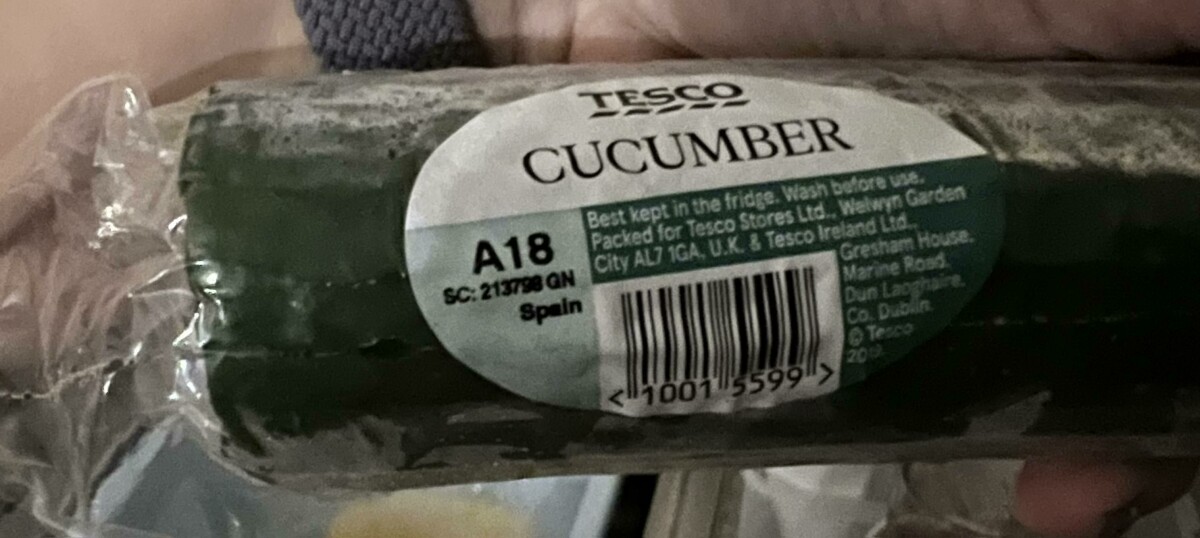 TESCO
CUCUMBER
A18
SC: 213798 GN
Spain
Best kept in the fridge. Wash before use.
Packed for Tesco Stores Ltd., Welwyn Garden
City AL7 1GA, U.K. & Tesco Ireland Ltd.,
Gresham House,
Marine Road,
Dun Laoghaire,
Co. Dublin.
© Tesco
<1001 5599>